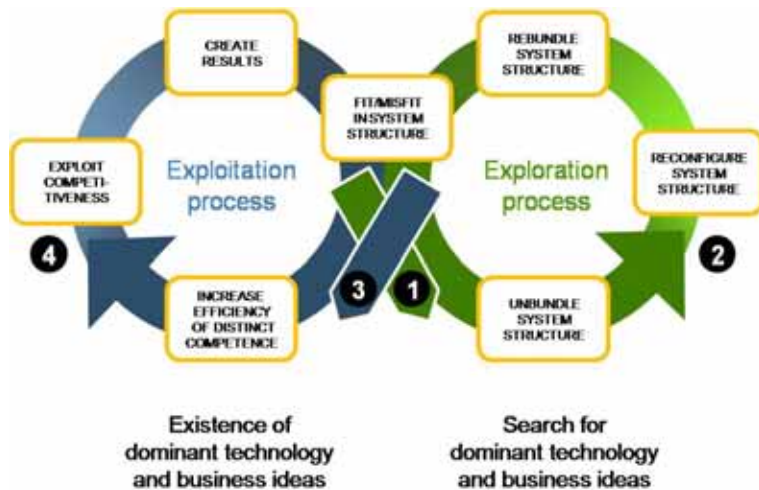 CREATE
RESULTS
REBUNDLE
SYSTEM
STRUCTURE
FIT/MISFIT
IN SYSTEM
STRUCTURE
EXPLOIT
COMPETI-
TIVENESS
Exploitation
process
Exploration
process
RECONFIGURE
SYSTEM
STRUCTURE
4
3
1
2
INCREASE
EFFICIENCY
OF DISTINCT
COMPETENCE
UNBUNDLE
SYSTEM
STRUCTURE
Existence of
dominant technology
and business ideas
Search for
dominant technology
and business ideas